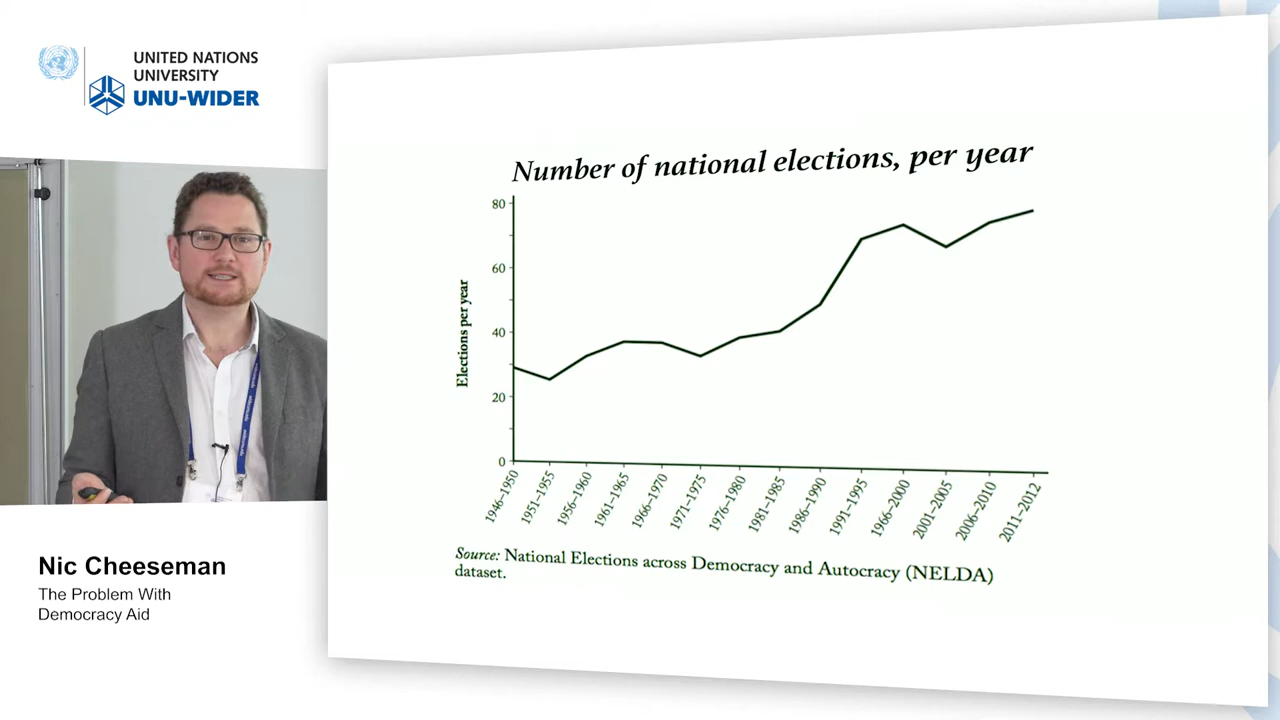 UNITED NATIONS
UNIVERSITY
UNU-WIDER
Nic Cheeseman
The Problem With
Democracy Aid
Number of national elections, per year
Elections per year
80
60
40
20
0
1946–1950
1951–1955
1956–1960
1961–1965
1966–1970
1971–1975
1976–1980
1981–1985
1986–1990
1991–1995
1966–2000
2001–2005
2006–2010
2011–2012
Source: National Elections across Democracy and Autocracy (NELDA)
dataset.